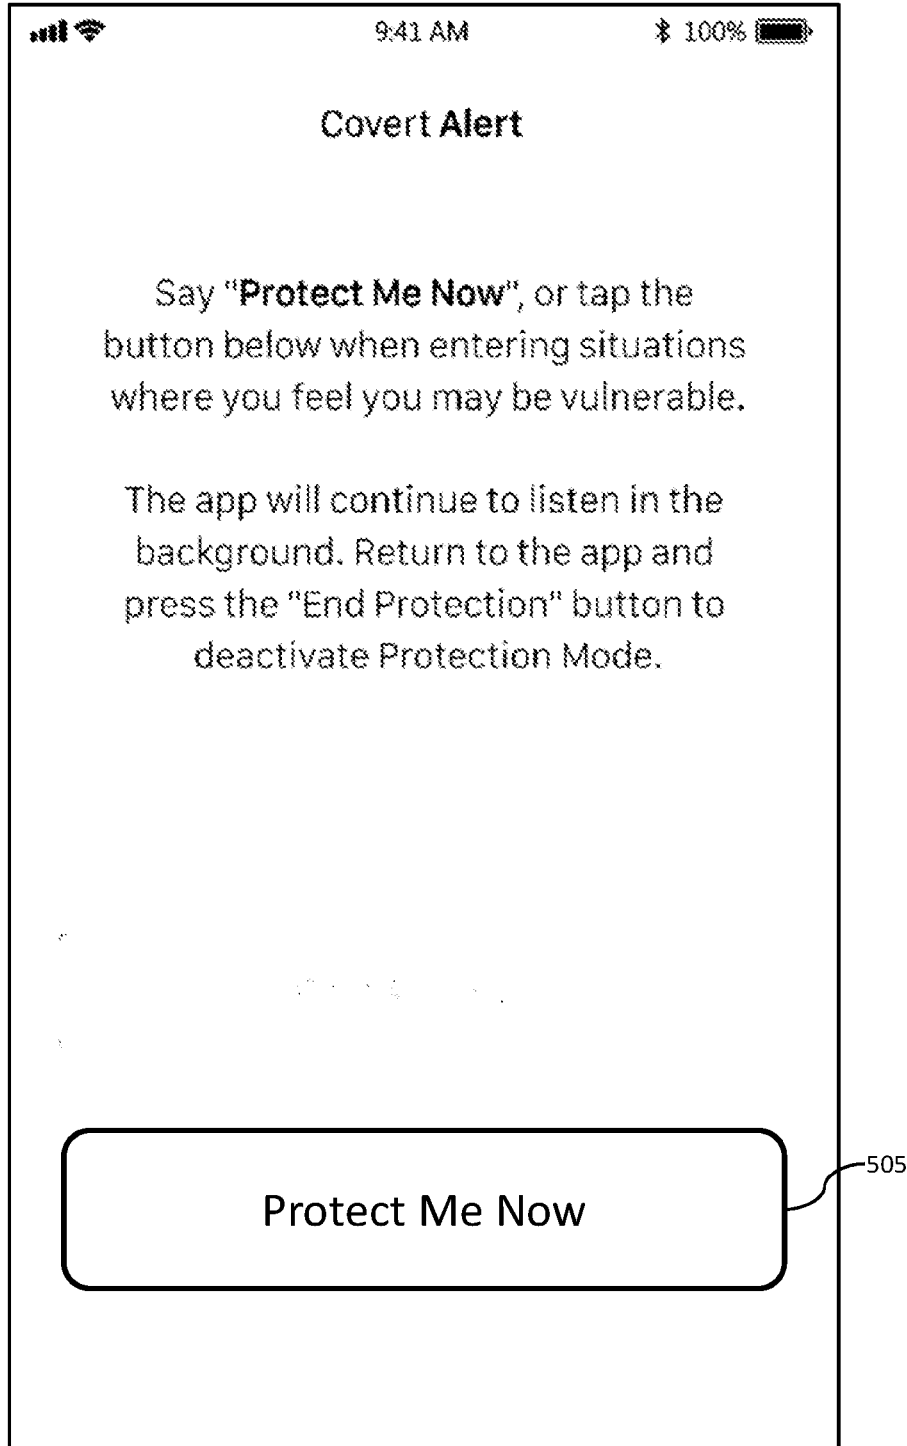 9:41 AM
100%
Covert Alert
Say "Protect Me Now", or tap the
button below when entering situations
where you feel you may be vulnerable.
The app will continue to listen in the
background. Return to the app and
press the "End Protection" button to
deactivate Protection Mode.
Protect Me Now
505